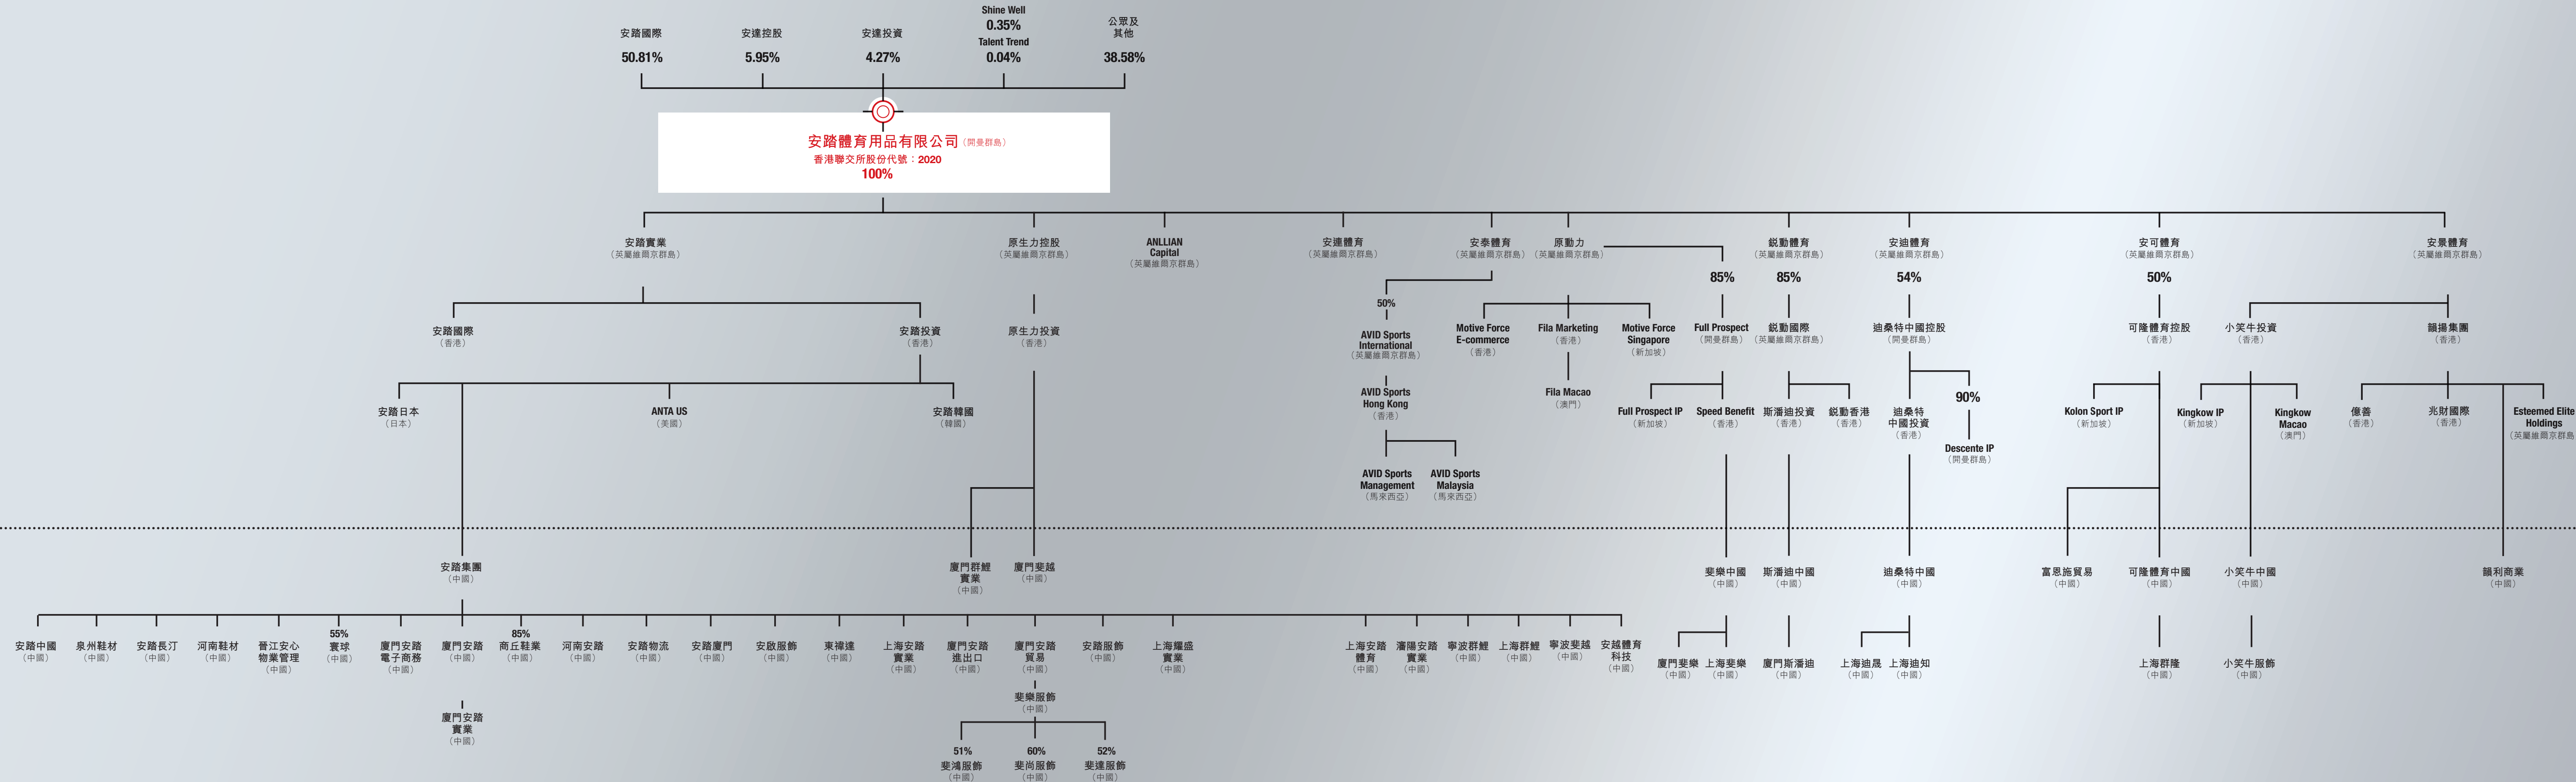 安踏國際
50.81%
安達控股
5.95%
安達投資
4.27%
Shine Well
0.35%
Talent Trend
0.04%
公眾及
其他
38.58%
安踏體育用品有限公司（開曼群島）
香港聯交所股份代號：2020
100%
安踏實業
（英屬維爾京群島）
原生力控股
（英屬維爾京群島）
ANLLIAN
Capital
（英屬維爾京群島）
安連體育
（英屬維爾京群島）
安泰體育
（英屬維爾京群島）
原動力
（英屬維爾京群島）
85%
銳動體育
（英屬維爾京群島）
85%
安迪體育
（英屬維爾京群島）
54%
安可體育
（英屬維爾京群島）
50%
安景體育
（英屬維爾京群島）
安踏國際
（香港）
安踏投資
（香港）
原生力投資
（香港）
50%
AVID Sports
International
（英屬維爾京群島）
Motive Force
E-commerce
（香港）
Fila Marketing
（香港）
Motive Force
Singapore
（新加坡）
Full Prospect
（開曼群島）
銳動國際
（英屬維爾京群島）
迪桑特中國控股
（開曼群島）
可隆體育控股
（香港）
小笑牛投資
（香港）
韻揚集團
（香港）
安踏日本
（日本）
ANTA US
（美國）
安踏韓國
（韓國）
AVID Sports
Hong Kong
（香港）
Fila Macao
（澳門）
Full Prospect IP
（新加坡）
Speed Benefit
（香港）
斯潘迪投資
（香港）
銳動香港
（香港）
迪桑特
中國投資
（香港）
90%
Descente IP
（開曼群島）
Kolon Sport IP
（新加坡）
Kingkow IP
（新加坡）
Kingkow
Macao
（澳門）
億善
（香港）
兆財國際
（香港）
Esteemed Elite
Holdings
（英屬維爾京群島
AVID Sports
Management
（馬來西亞）
AVID Sports
Malaysia
（馬來西亞）
安踏集團
（中國）
廈門群鯉
實業
（中國）
廈門斐越
（中國）
斐樂中國
（中國）
斯潘迪中國
（中國）
迪桑特中國
（中國）
富恩施貿易
（中國）
可隆體育中國
（中國）
小笑牛中國
（中國）
韻利商業
（中國）
安踏中國
（中國）
泉州鞋材
（中國）
安踏長汀
（中國）
河南鞋材
（中國）
晉江安心
物業管理
（中國）
55%
寰球
（中國）
廈門安踏
電子商務
（中國）
廈門安踏
（中國）
85%
商丘鞋業
（中國）
河南安踏
（中國）
安踏物流
（中國）
安踏廈門
（中國）
安啟服飾
（中國）
東禕達
（中國）
上海安踏
實業
（中國）
廈門安踏
進出口
（中國）
廈門安踏
貿易
（中國）
安踏服飾
（中國）
上海耀盛
實業
（中國）
上海安踏
體育
（中國）
瀋陽安踏
實業
（中國）
寧波群鯉
（中國）
上海群鯉
（中國）
寧波斐越
（中國）
安越體育
科技
（中國）
廈門斐樂
（中國）
上海斐樂
（中國）
廈門斯潘迪
（中國）
上海迪晟
（中國）
上海迪知
（中國）
上海群隆
（中國）
小笑牛服飾
（中國）
廈門安踏
實業
（中國）
斐樂服飾
（中國）
51%
斐鴻服飾
（中國）
60%
斐尚服飾
（中國）
52%
斐達服飾
（中國）